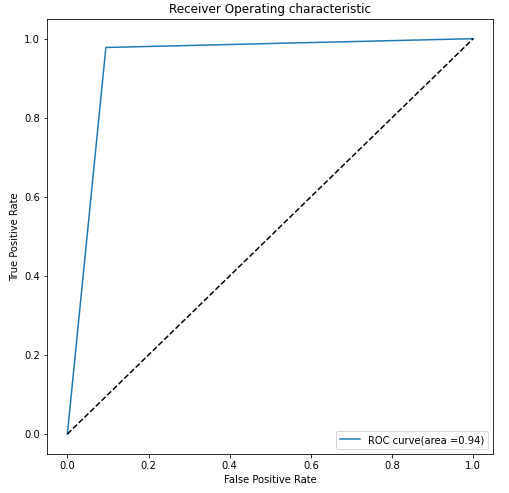 Receiver Operating characteristic
1.0
0.8
0.6
0.4
0.2
0.0
True Positive Rate
0.0 0.2 0.4 0.6 0.8 1.0
False Positive Rate
ROC curve(area =0.94)